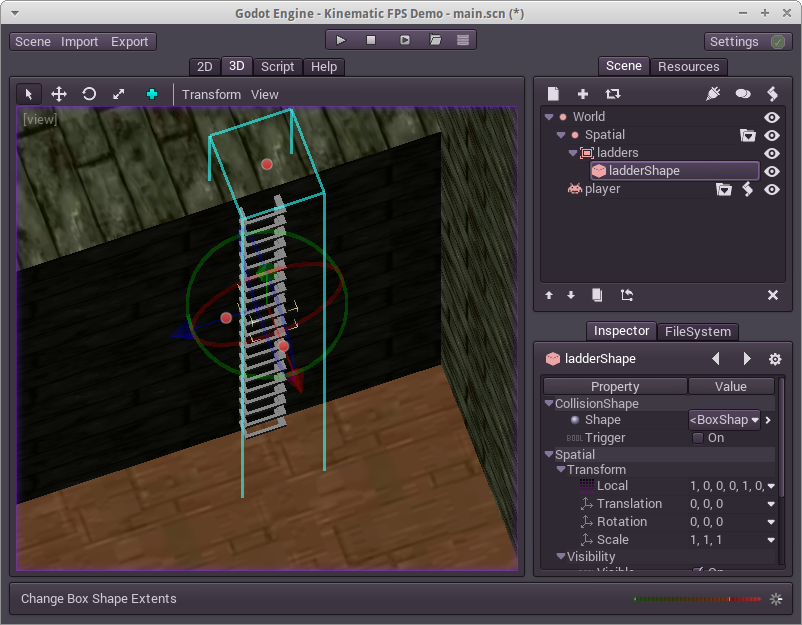 Godot Engine - Kinematic FPS Demo - main.scn (*)
Scene Import Export
Settings
2D 3D Script Help
Scene Resources
Transform View
[view]
World
Spatial
ladders
ladderShape
player
Inspector FileSystem
ladderShape
Property Value
CollisionShape
Shape <BoxShap
BOOL Trigger On
Spatial
Transform
Local 1, 0, 0, 0, 1, 0,
Translation 0, 0, 0
Rotation 0, 0, 0
Scale 1, 1, 1
Visibility
Visible On
Change Box Shape Extents